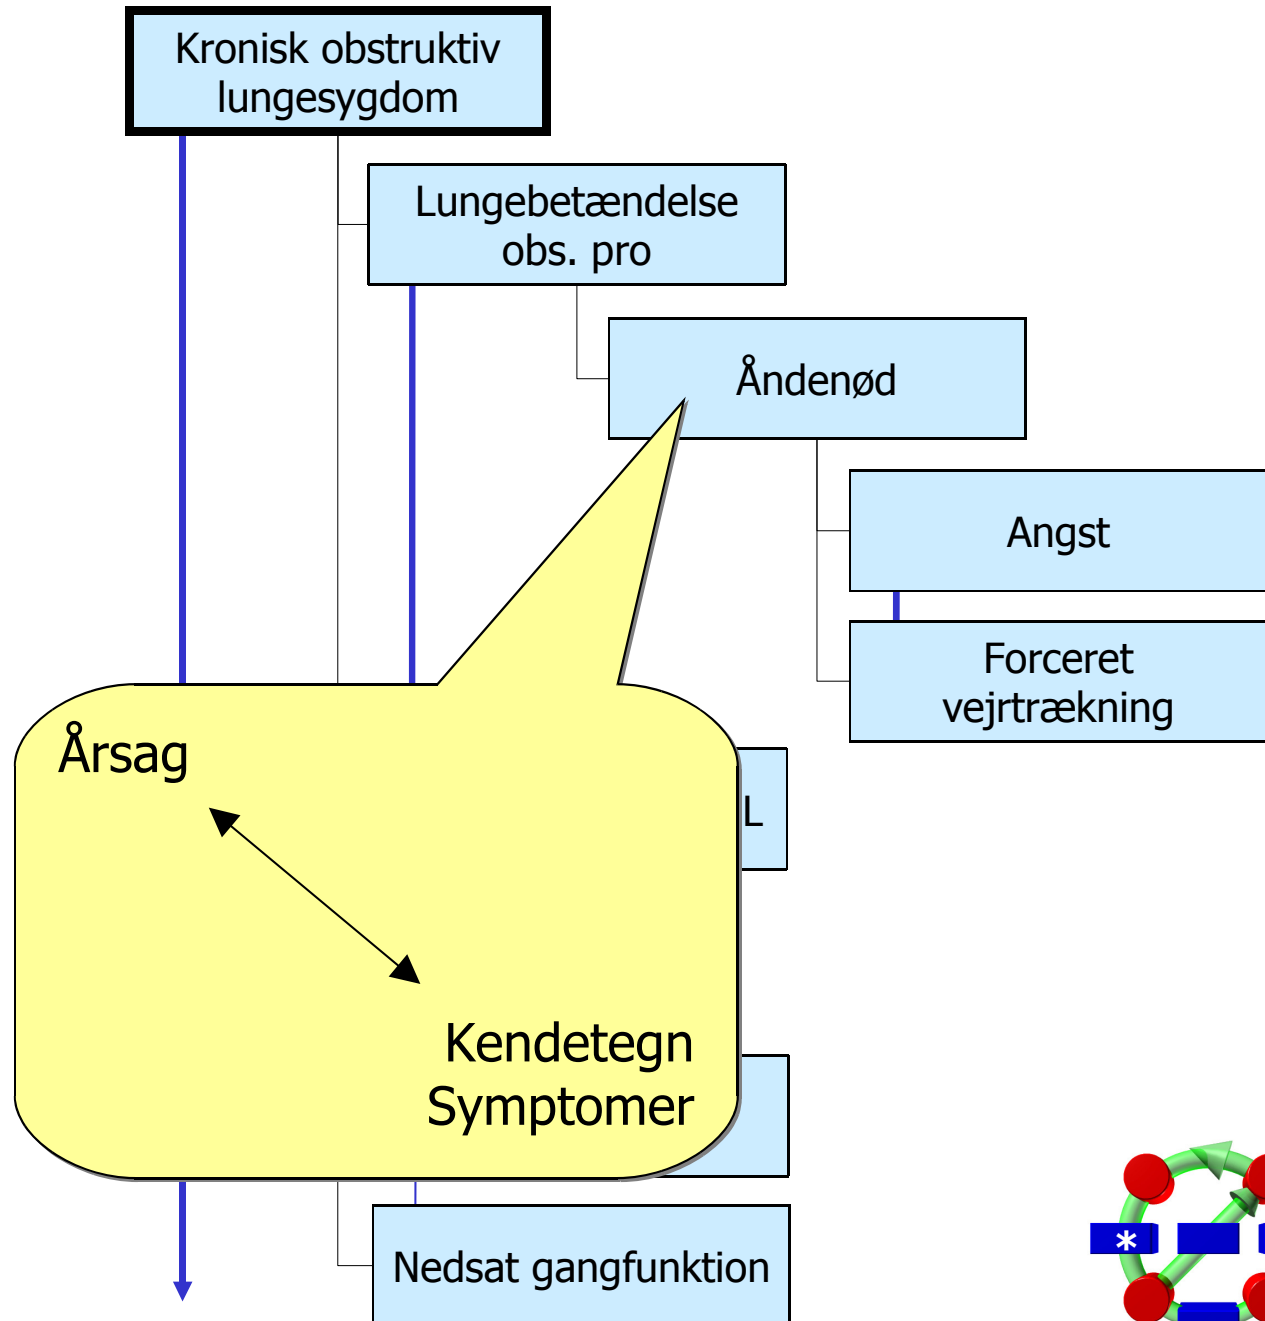 Kronisk obstruktiv
lungesygdom
Lungebetændelse
obs. pro
Åndenød
Angst
Forceret
vejrtrækning
Årsag
L
Kendetegn
Symptomer
Nedsat gangfunktion
*